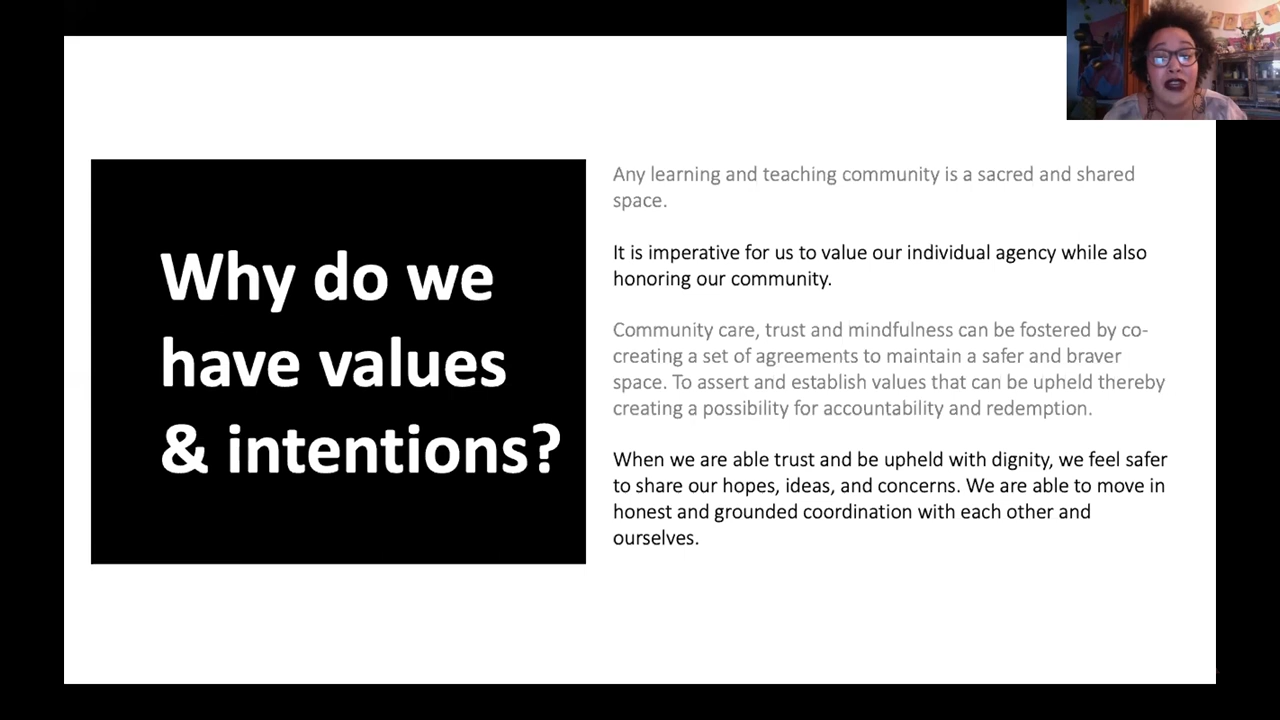 Why do we
have values
& intentions?
Any learning and teaching community is a sacred and shared
space.
It is imperative for us to value our individual agency while also
honoring our community.
Community care, trust and mindfulness can be fostered by co-
creating a set of agreements to maintain a safer and braver
space. To assert and establish values that can be upheld thereby
creating a possibility for accountability and redemption.
When we are able trust and be upheld with dignity, we feel safer
to share our hopes, ideas, and concerns. We are able to move in
honest and grounded coordination with each other and
ourselves.